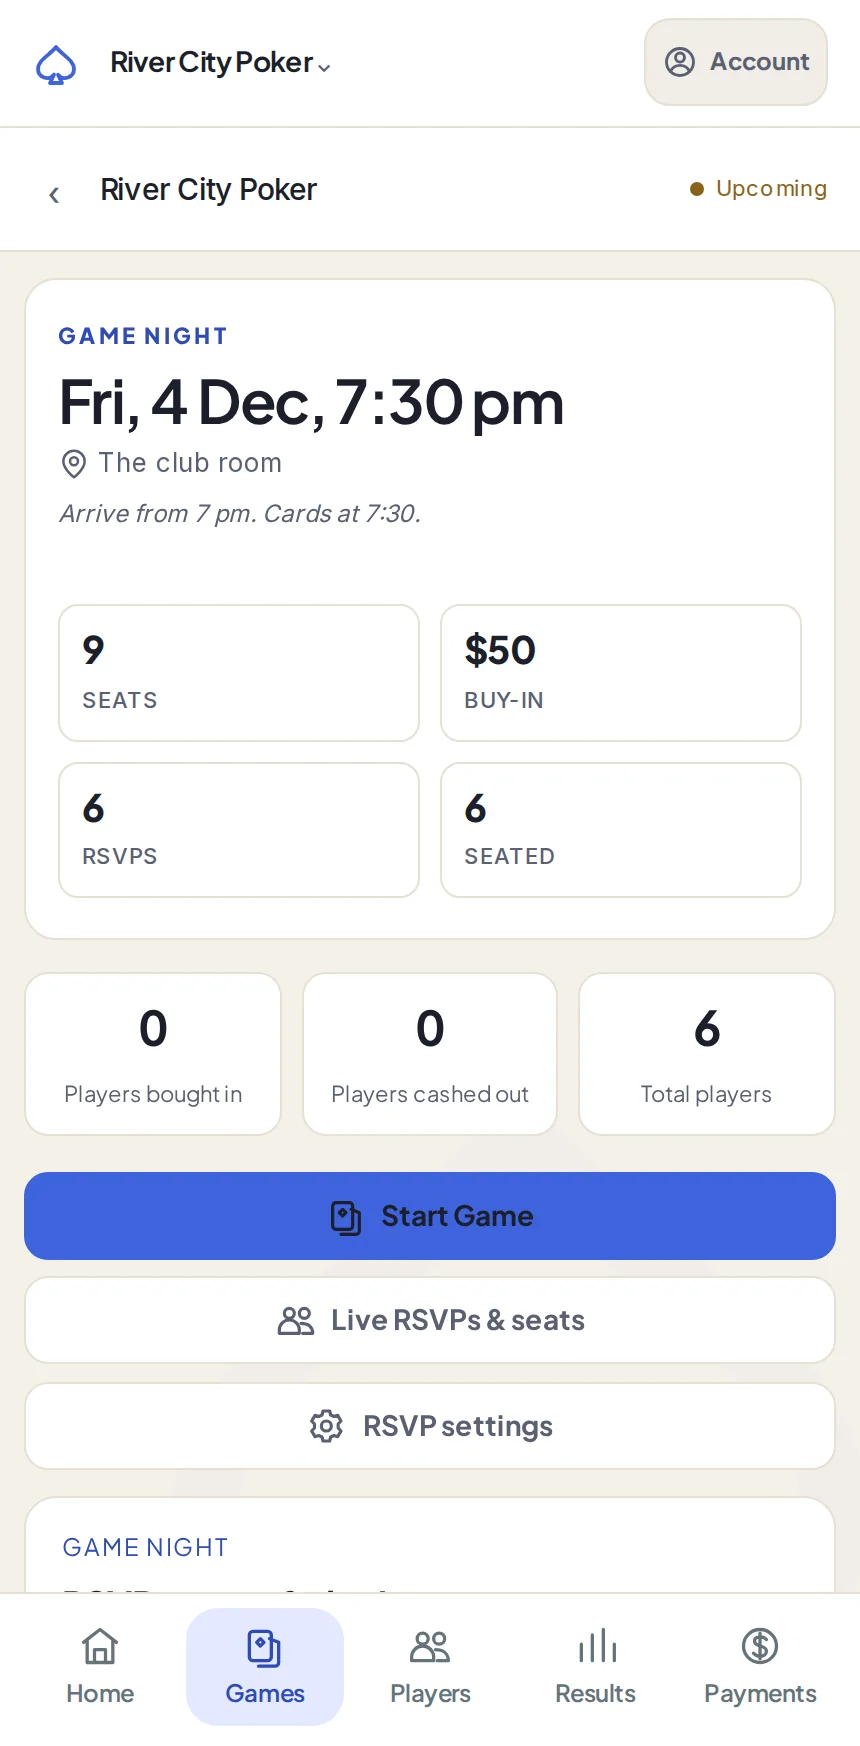 River City Poker
Account
River City Poker
Upcoming
GAME NIGHT
Fri, 4 Dec, 7:30 pm
The club room
Arrive from 7 pm. Cards at 7:30.
9
SEATS
$50
BUY-IN
6
RSVPS
6
SEATED
0
Players bought in
0
Players cashed out
6
Total players
Start Game
Live RSVPs & seats
RSVP settings
GAME NIGHT
Home
Games
Players
Results
Payments